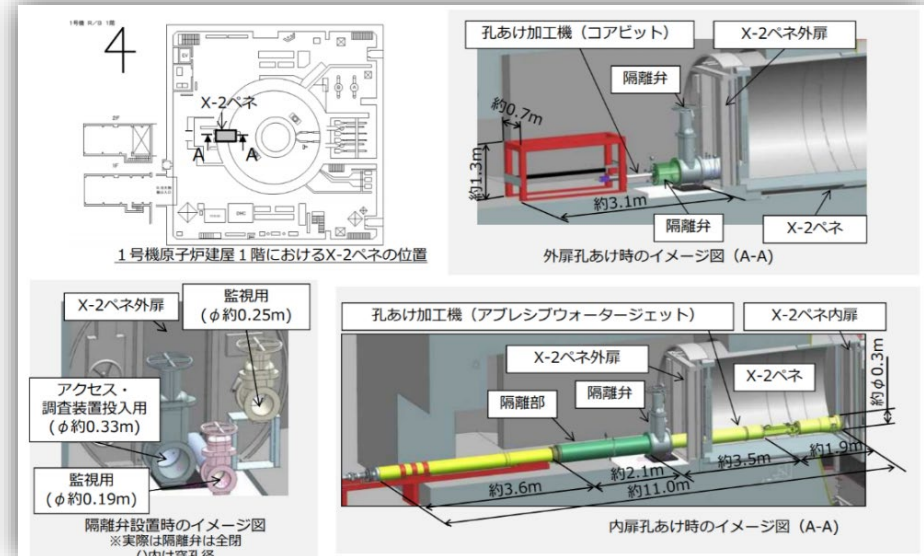 1号機 R/B 1階
4
X-2ペネ
A
A
1号機原子炉建屋1階におけるX-2ペネの位置
孔あけ加工機(コアビット)
X-2ペネ外扉
隔離弁
約0.7m
約1.3m
約3.1m
隔離弁
X-2ペネ
外扉孔あけ時のイメージ図(A-A)
X-2ペネ外扉
監視用
(φ約0.25m)
アクセス・
調査装置投入用
(φ約0.33m)
監視用
(φ約0.19m)
隔離弁設置時のイメージ図
※実際は隔離弁は全閉
()内は穿孔径
孔あけ加工機(アブレシブウォータージェット)
X-2ペネ内扉
X-2ペネ外扉
隔離弁
X-2ペネ
隔離部
約φ0.3m
約3.6m
約2.1m
約3.5m
約1.9m
約11.0m
内扉孔あけ時のイメージ図(A-A)